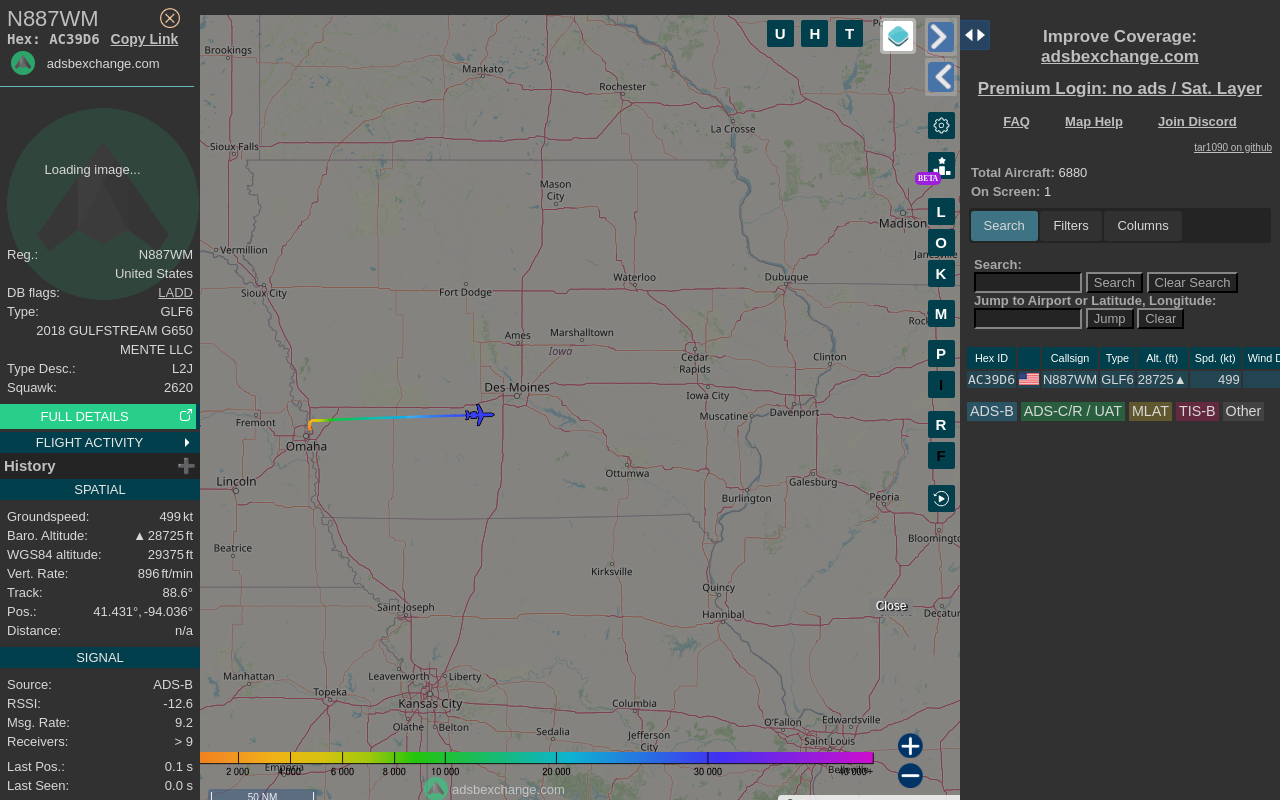 N887WM
Hex: AC39D6 Copy Link
adsbexchange.com
Loading image...
Reg.: N887WM
United States
DB flags: LADD
Type: GLF6
2018 GULFSTREAM G650
MENTE LLC
Type Desc.: L2J
Squawk: 2620
FULL DETAILS
FLIGHT ACTIVITY
History
SPATIAL
Groundspeed: 499 kt
Baro. Altitude: ▲ 28725 ft
WGS84 altitude: 29375 ft
Vert. Rate: 896 ft/min
Track: 88.6°
Pos.: 41.431°, -94.036°
Distance: n/a
SIGNAL
Source: ADS-B
RSSI: -12.6
Msg. Rate: 9.2
Receivers: > 9
Last Pos.: 0.1 s
Last Seen: 0.0 s
U H T
Brookings
Mankato
Rochester
La Crosse
Sioux Falls
BETA
Mason
City
L
Madison
O
Vermillion
K
Waterloo
Dubuque
Sioux City
Fort Dodge
M
Ames
Marshalltown
Iowa
P
Cedar
Rapids
Clinton
I
Des Moines
Iowa City
Fremont
Muscatine
Davenport
R
Omaha
F
Ottumwa
Lincoln
Galesburg
Burlington
Peoria
Bloomingto
Beatrice
Kirksville
Quincy
Saint Joseph
Close
Hannibal
Decatur
Manhattan
Leavenworth
Liberty
Topeka
Kansas City
Columbia
Olathe
Belton
O'Fallon
Edwardsville
Sedalia
Jefferson
City
Saint Louis
Emporia
Belleville
2 000 4 000 6 000 8 000 10 000 20 000 30 000 40 000+
adsbexchange.com
50 NM
Improve Coverage:
adsbexchange.com
Premium Login: no ads / Sat. Layer
FAQ Map Help Join Discord
tar1090 on github
Total Aircraft: 6880
On Screen: 1
Search Filters Columns
Search:
Search Clear Search
Jump to Airport or Latitude, Longitude:
Jump Clear
Hex ID Callsign Type Alt. (ft) Spd. (kt) Wind D
AC39D6 N887WM GLF6 28725▲ 499
ADS-B ADS-C/R / UAT MLAT TIS-B Other